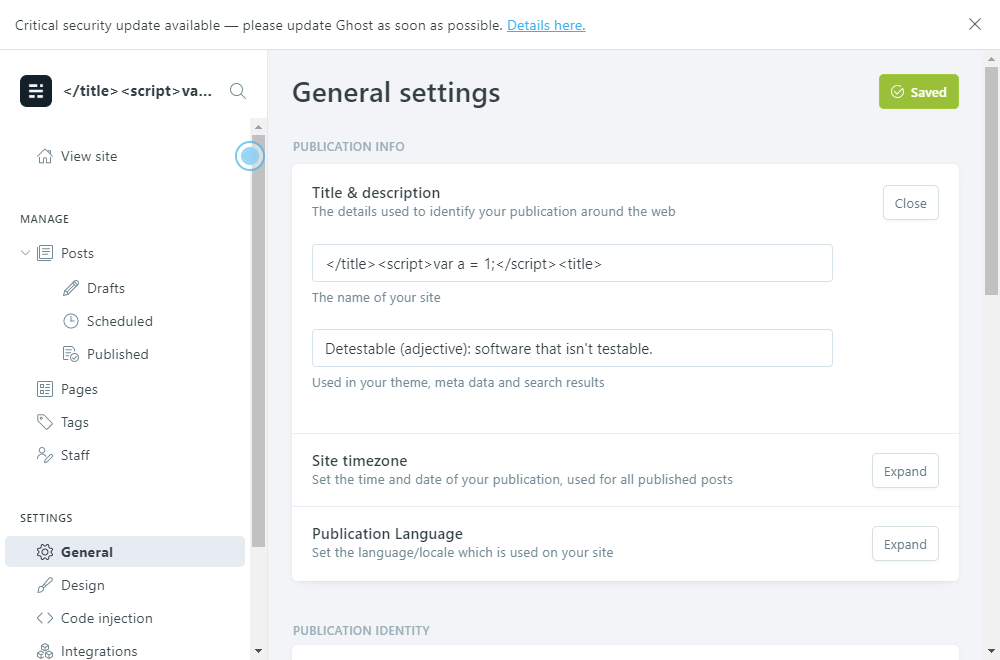 Critical security update available — please update Ghost as soon as possible. Details here.
</title><script>va...
View site
MANAGE
Posts
Drafts
Scheduled
Published
Pages
Tags
Staff
SETTINGS
General
Design
Code injection
Integrations
General settings
Saved
PUBLICATION INFO
Title & description
The details used to identify your publication around the web
Close
</title><script>var a = 1;</script><title>
The name of your site
Detestable (adjective): software that isn't testable.
Used in your theme, meta data and search results
Site timezone
Set the time and date of your publication, used for all published posts
Expand
Publication Language
Set the language/locale which is used on your site
Expand
PUBLICATION IDENTITY